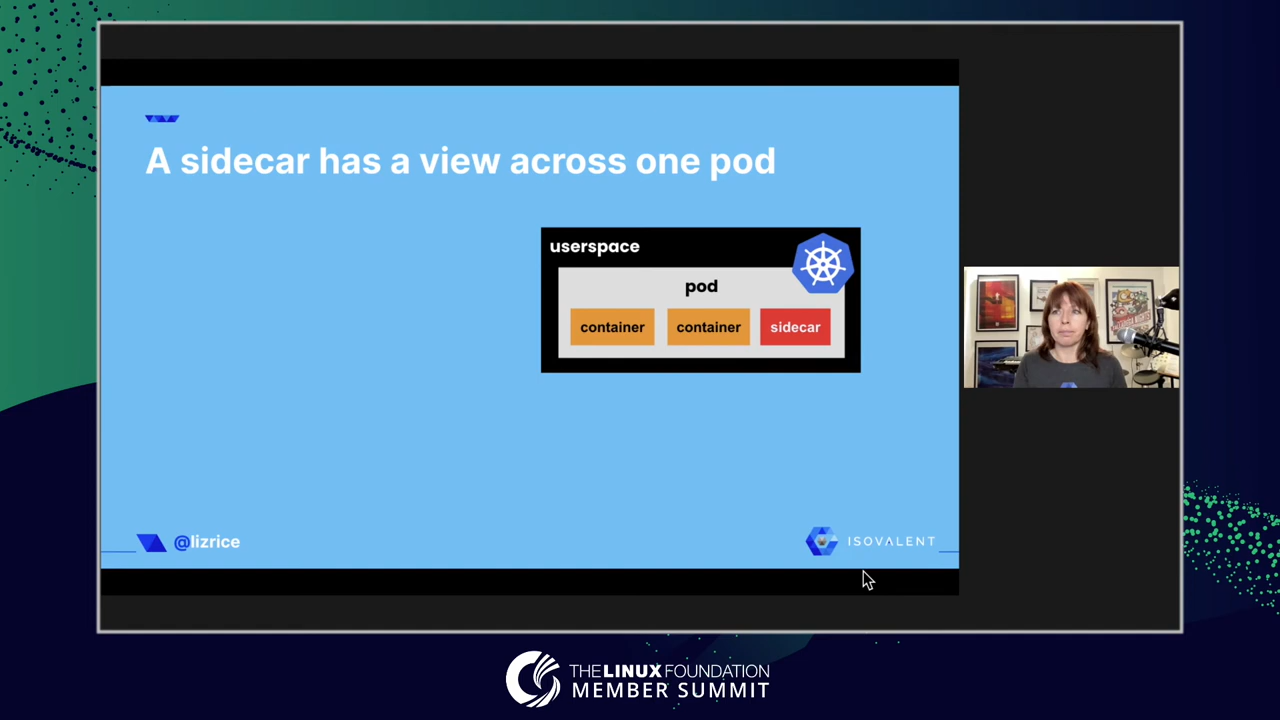 A sidecar has a view across one pod
userspace
pod
container
container
sidecar
@lizrice
ISOVALENT
THE LINUX FOUNDATION
MEMBER SUMMIT